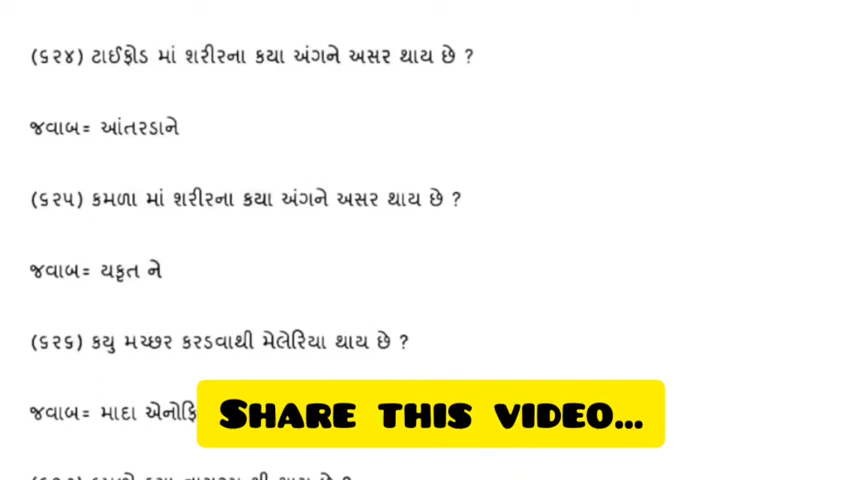 (૬૨૪) ટાઈફોડ માં શરીરના કયા અંગને અસર થાય છે ?
જવાબ= આંતરડાને
(૬૨૫) કમળા માં શરીરના કયા અંગને અસર થાય છે ?
જવાબ= યકૃત ને
(૬૨૬) કયુ મચ્છર કરડવાથી મેલેરિયા થાય છે ?
જવાબ= માદા
SHARE THIS VIDEO...